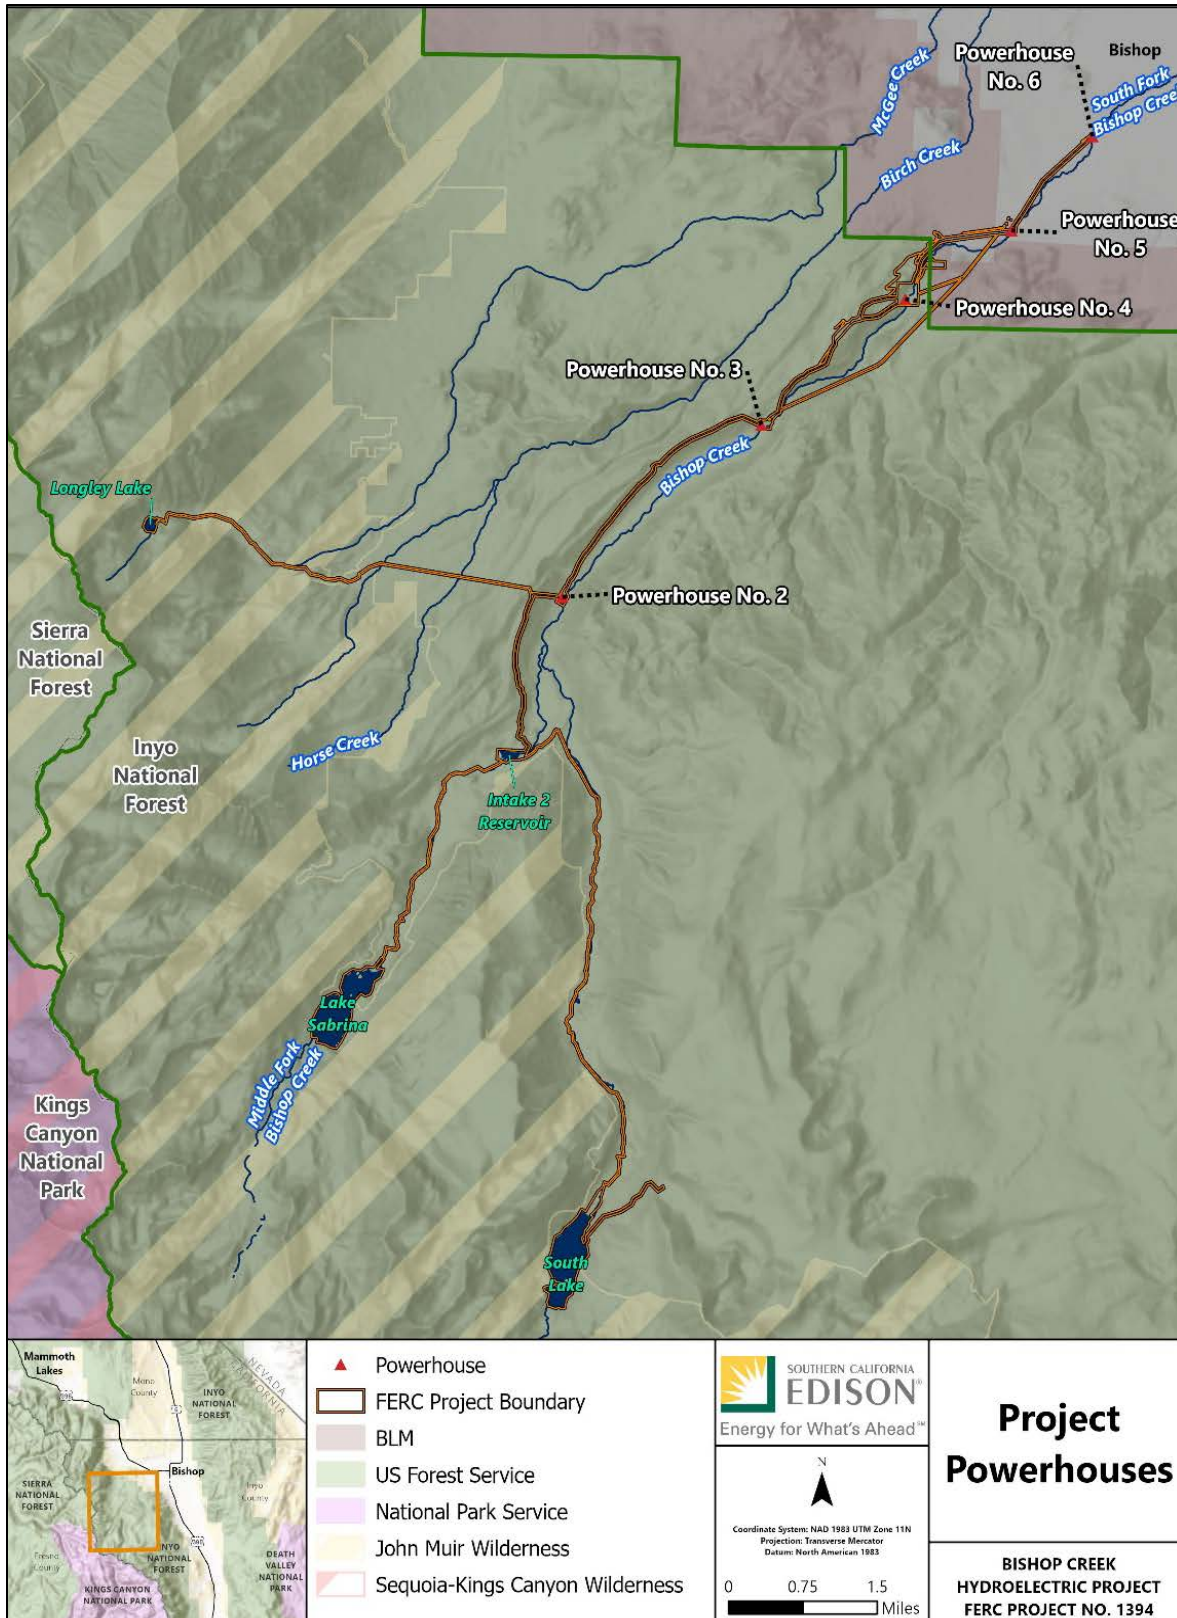 McGee Creek
Powerhouse
No. 6
Bishop
South Fork
Bishop Creek
Birch Creek
Powerhouse
No. 5
Powerhouse No. 4
Powerhouse No. 3
Bishop Creek
Longley Lake
Powerhouse No. 2
Sierra
National
Forest
Inyo
National
Forest
Horse Creek
Intake 2
Reservoir
Lake
Sabrina
Middle Fork
Bishop Creek
Kings
Canyon
National
Park
South
Lake
Mammoth
Lakes
Mono
County
NEVADA
CALIFORNIA
INYO
NATIONAL
FOREST
Bishop
SIERRA
NATIONAL
FOREST
Inyo
County
Fresno
County
INYO
NATIONAL
FOREST
395
DEATH
VALLEY
NATIONAL
PARK
KINGS CANYON
NATIONAL PARK
Powerhouse
FERC Project Boundary
BLM
US Forest Service
National Park Service
John Muir Wilderness
Sequoia-Kings Canyon Wilderness
SOUTHERN CALIFORNIA
EDISON®
Energy for What's Ahead℠
N
Coordinate System: NAD 1983 UTM Zone 11N
Projection: Transverse Mercator
Datum: North American 1983
0 0.75 1.5
Miles
Project
Powerhouses
BISHOP CREEK
HYDROELECTRIC PROJECT
FERC PROJECT NO. 1394